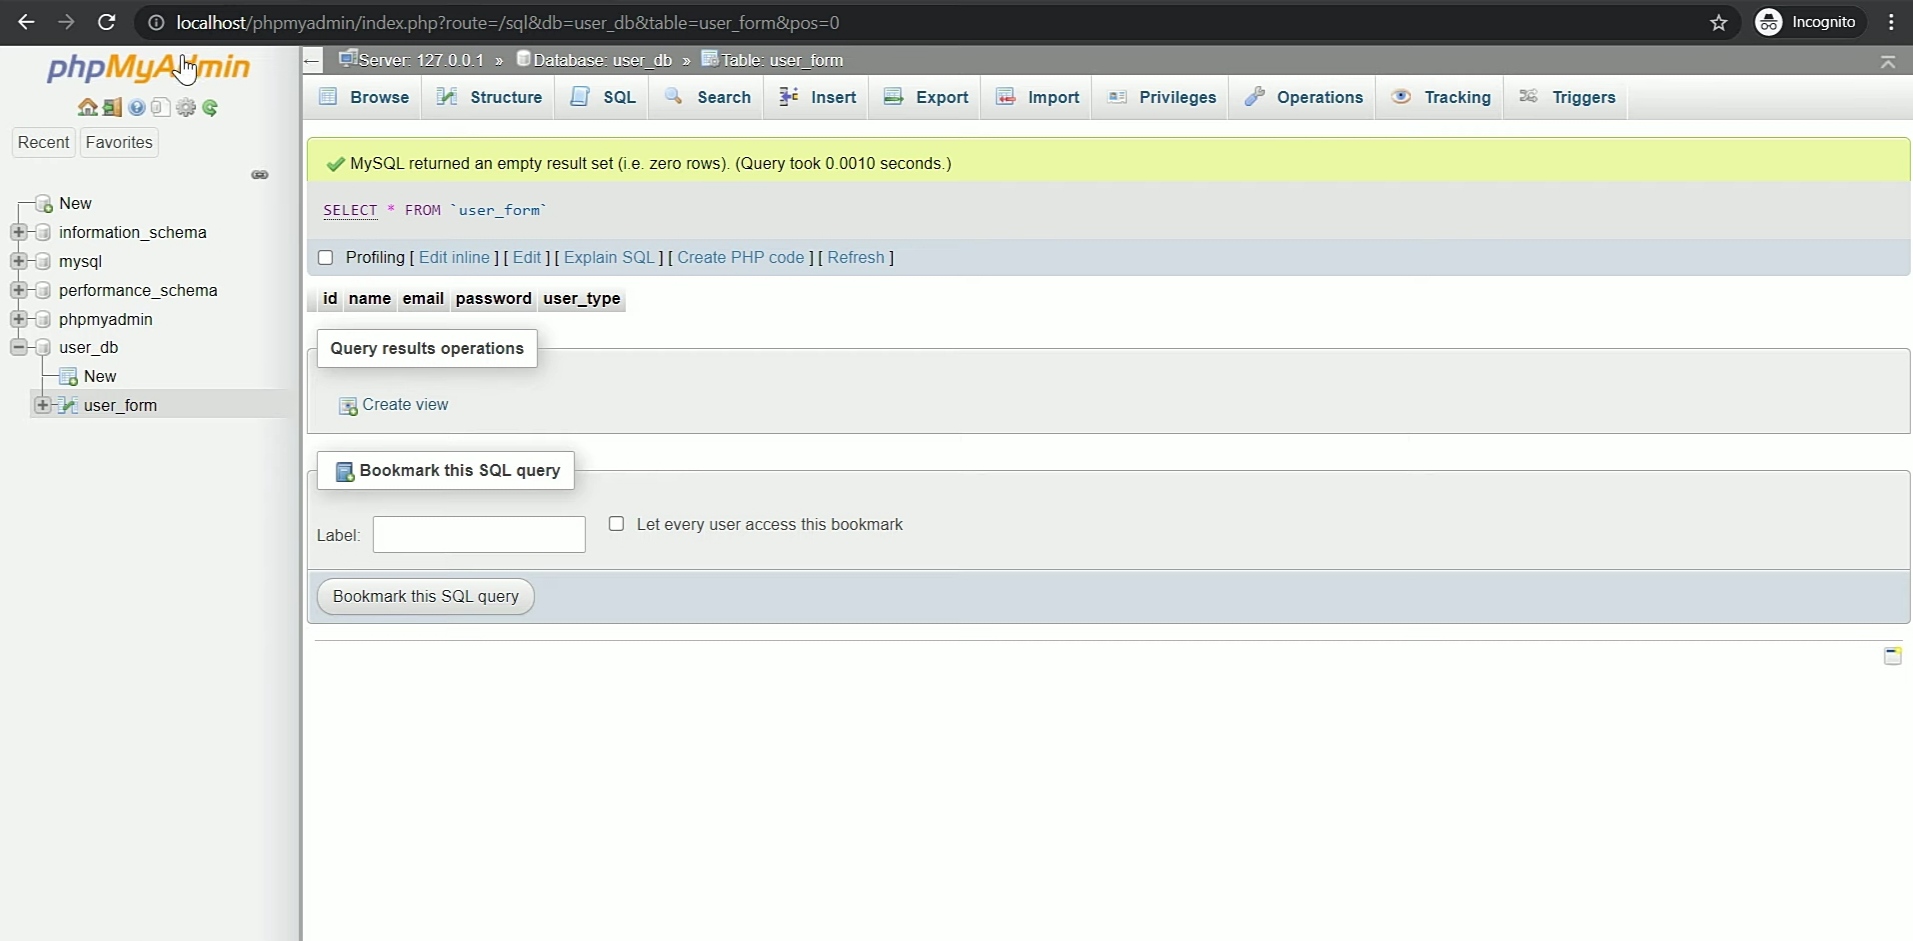 localhost/phpmyadmin/index.php?route=/sql&db=user_db&table=user_form&pos=0
Incognito
phpMyAdmin
Server: 127.0.0.1 » Database: user_db » Table: user_form
Browse Structure SQL Search Insert Export Import Privileges Operations Tracking Triggers
Recent Favorites
New
information_schema
mysql
performance_schema
phpmyadmin
user_db
New
user_form
MySQL returned an empty result set (i.e. zero rows). (Query took 0.0010 seconds.)
SELECT * FROM `user_form`
Profiling [ Edit inline ] [ Edit ] [ Explain SQL ] [ Create PHP code ] [ Refresh ]
id name email password user_type
Query results operations
Create view
Bookmark this SQL query
Label:
Let every user access this bookmark
Bookmark this SQL query